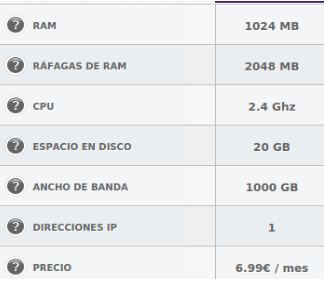 ? RAM 1024 MB
? RÁFAGAS DE RAM 2048 MB
? CPU 2.4 Ghz
? ESPACIO EN DISCO 20 GB
? ANCHO DE BANDA 1000 GB
? DIRECCIONES IP 1
? PRECIO 6.99€ / mes